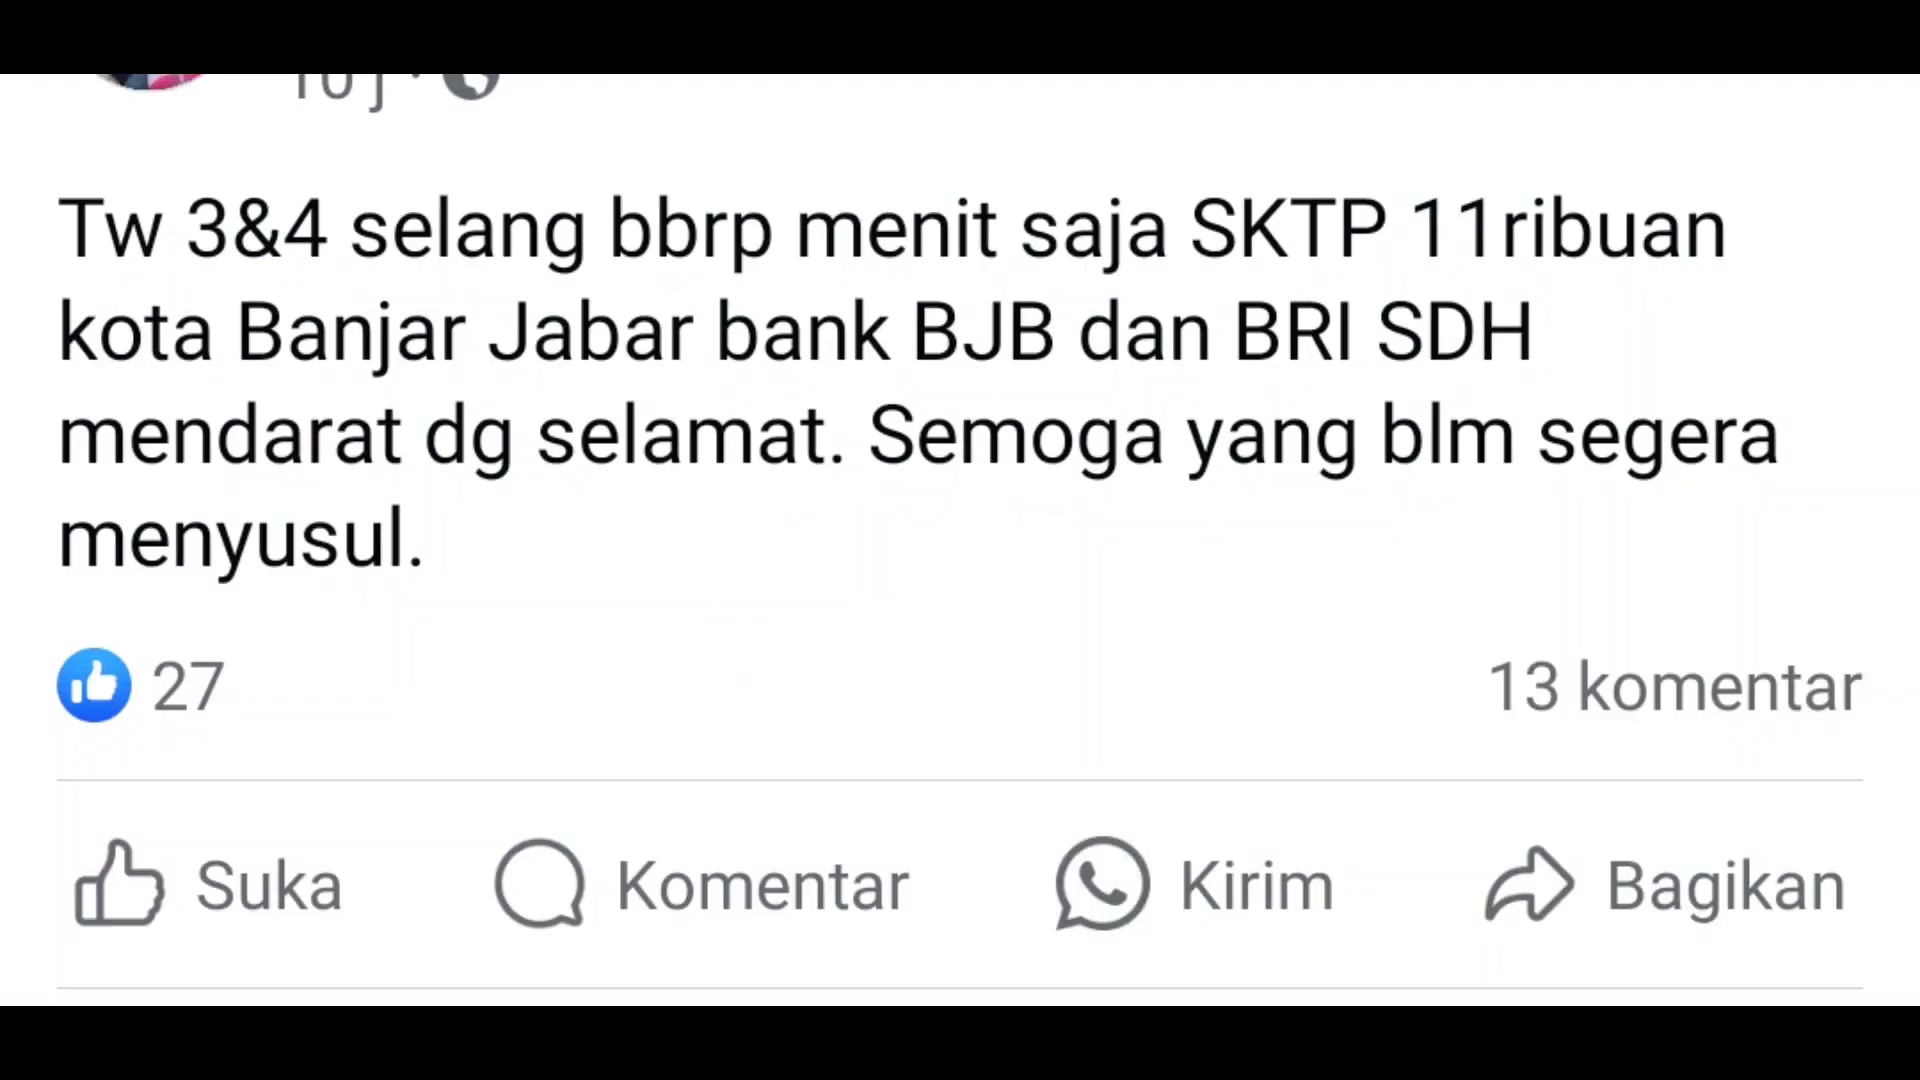 10 j
Tw 3&4 selang bbrp menit saja SKTP 11ribuan
kota Banjar Jabar bank BJB dan BRI SDH
mendarat dg selamat. Semoga yang blm segera
menyusul.
27
13 komentar
Suka
Komentar
Kirim
Bagikan